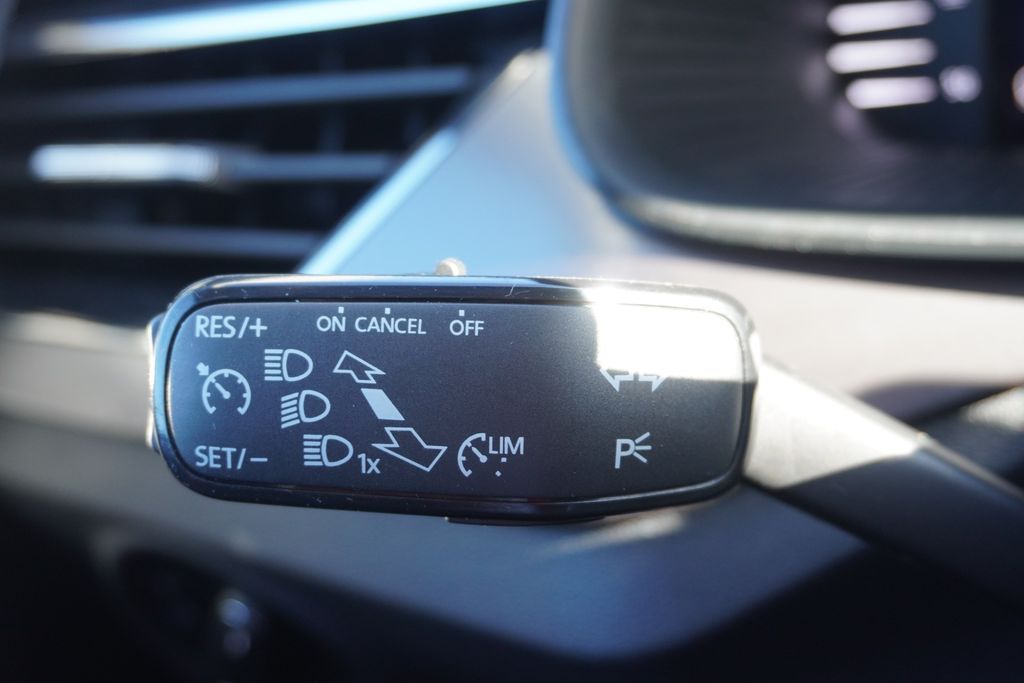 RES/+ ON CANCEL OFF
SET/- 1x LIM P